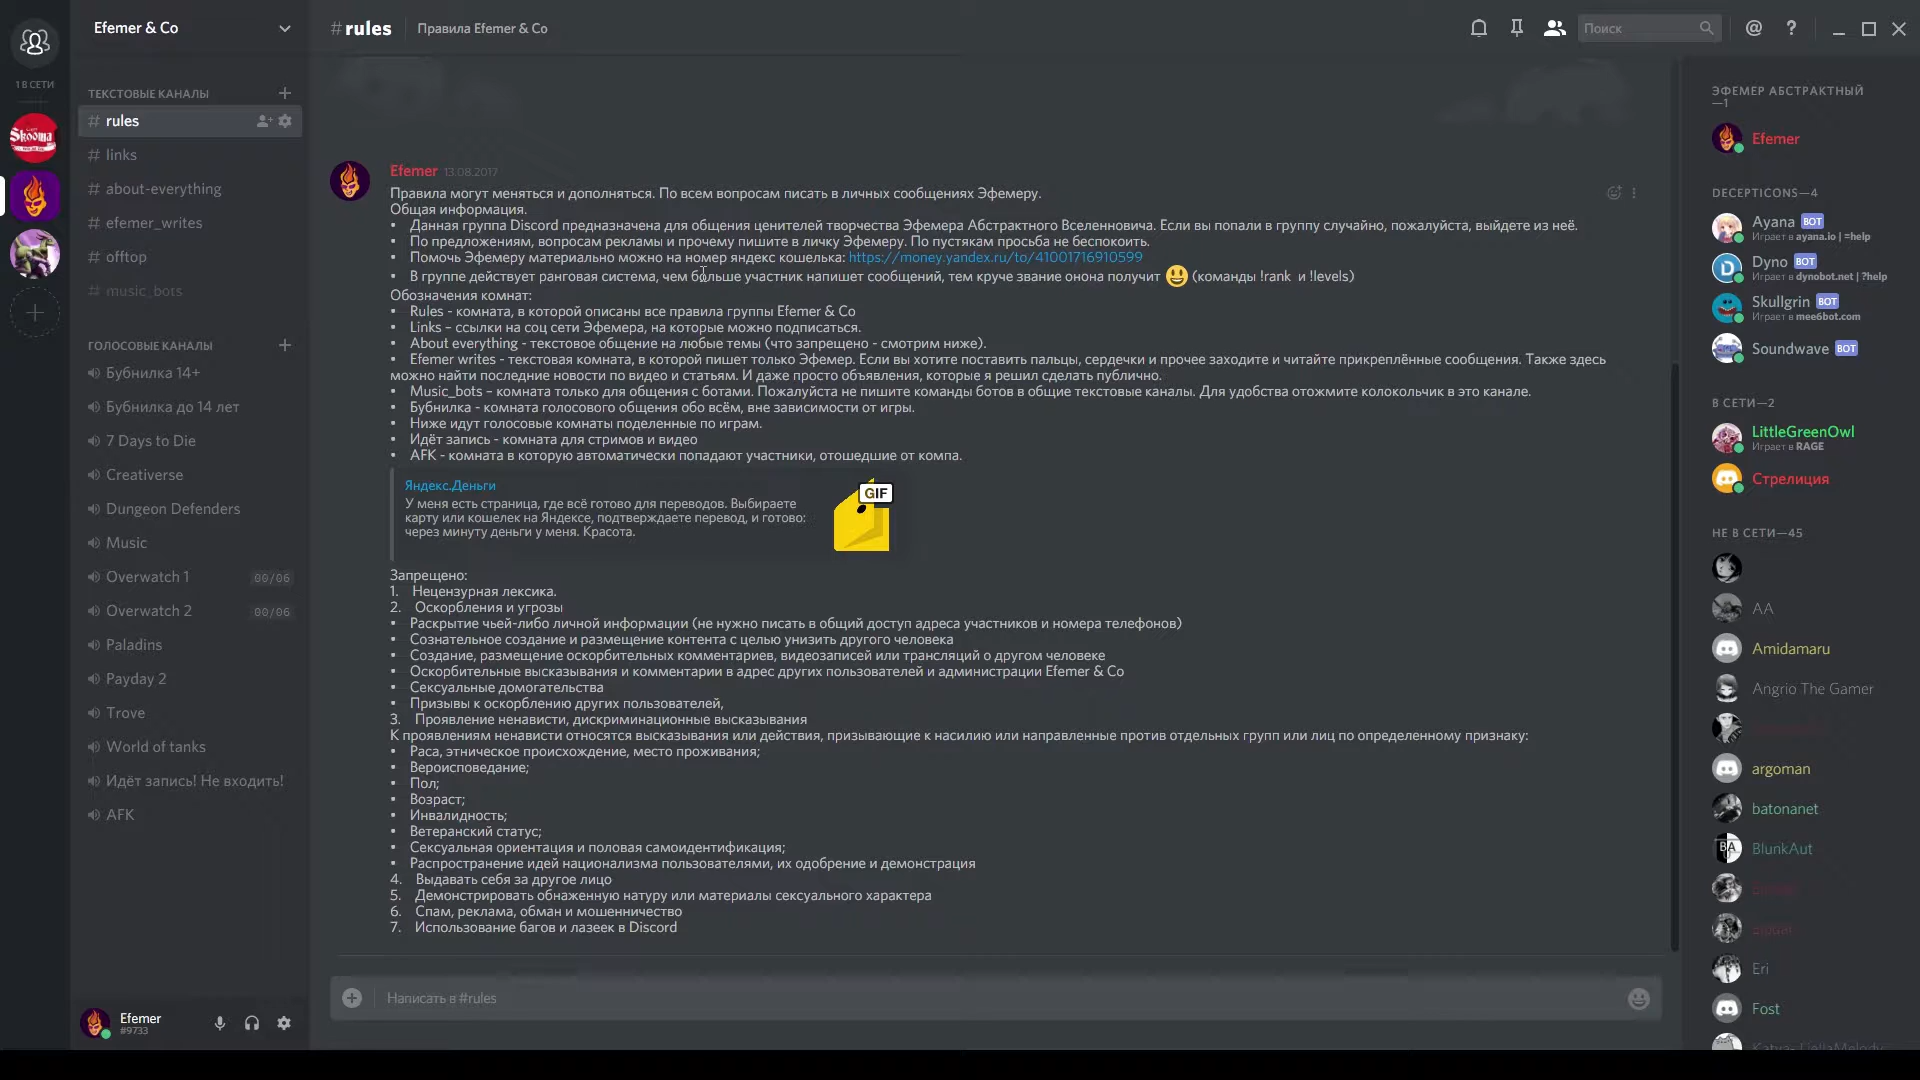 Efemer & Co
#rules
Правила Efemer & Co
Поиск
1 В СЕТИ
Skooma
ТЕКСТОВЫЕ КАНАЛЫ
rules
links
about-everything
efemer_writes
offtop
music_bots
ГОЛОСОВЫЕ КАНАЛЫ
Бубнилка 14+
Бубнилка до 14 лет
7 Days to Die
Creativerse
Dungeon Defenders
Music
Overwatch 1 00/06
Overwatch 2 00/06
Paladins
Payday 2
Trove
World of tanks
Идёт запись! Не входить!
AFK
Efemer
#9733
Efemer 13.08.2017
Правила могут меняться и дополняться. По всем вопросам писать в личных сообщениях Эфемеру.
Общая информация.
• Данная группа Discord предназначена для общения ценителей творчества Эфемера Абстрактного Вселенновича. Если вы попали в группу случайно, пожалуйста, выйдете из неё.
• По предложениям, вопросам рекламы и прочему пишите в личку Эфемеру. По пустякам просьба не беспокоить.
• Помочь Эфемеру материально можно на номер яндекс кошелька: https://money.yandex.ru/to/41001716910599
• В группе действует ранговая система, чем больше участник напишет сообщений, тем круче звание онона получит 😃 (команды !rank и !levels)
Обозначения комнат:
• Rules - комната, в которой описаны все правила группы Efemer & Co
• Links – ссылки на соц сети Эфемера, на которые можно подписаться.
• About everything - текстовое общение на любые темы (что запрещено - смотрим ниже).
• Efemer writes - текстовая комната, в которой пишет только Эфемер. Если вы хотите поставить пальцы, сердечки и прочее заходите и читайте прикреплённые сообщения. Также здесь
можно найти последние новости по видео и статьям. И даже просто объявления, которые я решил сделать публично.
• Music_bots – комната только для общения с ботами. Пожалуйста не пишите команды ботов в общие текстовые каналы. Для удобства отожмите колокольчик в это канале.
• Бубнилка - комната голосового общения обо всём, вне зависимости от игры.
• Ниже идут голосовые комнаты поделенные по играм.
• Идёт запись - комната для стримов и видео
• AFK - комната в которую автоматически попадают участники, отошедшие от компа.
Яндекс.Деньги
У меня есть страница, где всё готово для переводов. Выбираете
карту или кошелек на Яндексе, подтверждаете перевод, и готово:
через минуту деньги у меня. Красота.
GIF
Запрещено:
1. Нецензурная лексика.
2. Оскорбления и угрозы
• Раскрытие чьей-либо личной информации (не нужно писать в общий доступ адреса участников и номера телефонов)
• Сознательное создание и размещение контента с целью унизить другого человека
• Создание, размещение оскорбительных комментариев, видеозаписей или трансляций о другом человеке
• Оскорбительные высказывания и комментарии в адрес других пользователей и администрации Efemer & Co
• Сексуальные домогательства
• Призывы к оскорблению других пользователей,
3. Проявление ненависти, дискриминационные высказывания
К проявлениям ненависти относятся высказывания или действия, призывающие к насилию или направленные против отдельных групп или лиц по определенному признаку:
• Раса, этническое происхождение, место проживания;
• Вероисповедание;
• Пол;
• Возраст;
• Инвалидность;
• Ветеранский статус;
• Сексуальная ориентация и половая самоидентификация;
• Распространение идей национализма пользователями, их одобрение и демонстрация
4. Выдавать себя за другое лицо
5. Демонстрировать обнаженную натуру или материалы сексуального характера
6. Спам, реклама, обман и мошенничество
7. Использование багов и лазеек в Discord
Написать в #rules
ЭФЕМЕР АБСТРАКТНЫЙ
—1
Efemer
DECEPTICONS—4
Ayana BOT
Играет в ayana.io | =help
Dyno BOT
Играет в dynobot.net | ?help
Skullgrin BOT
Играет в mee6bot.com
Soundwave BOT
В СЕТИ—2
LittleGreenOwl
Играет в RAGE
Стрелиция
НЕ В СЕТИ—45
AA
Amidamaru
Angrio The Gamer
argoman
batonanet
BlunkAut
Eri
Fost